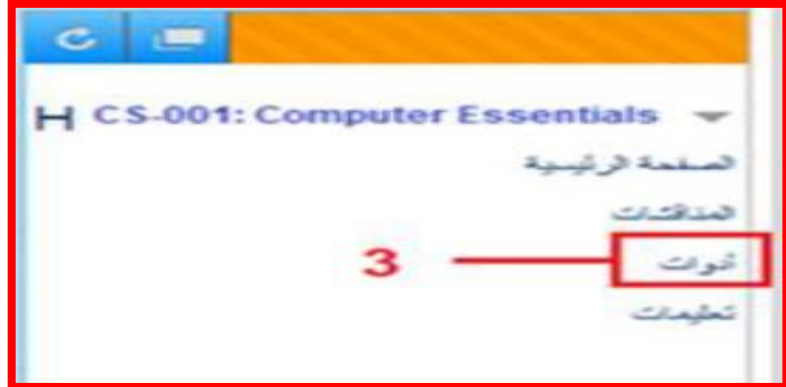 CS-001: Computer Essentials
الصفحة الرئيسية
المناقشات
أدوات
3
تعليمات